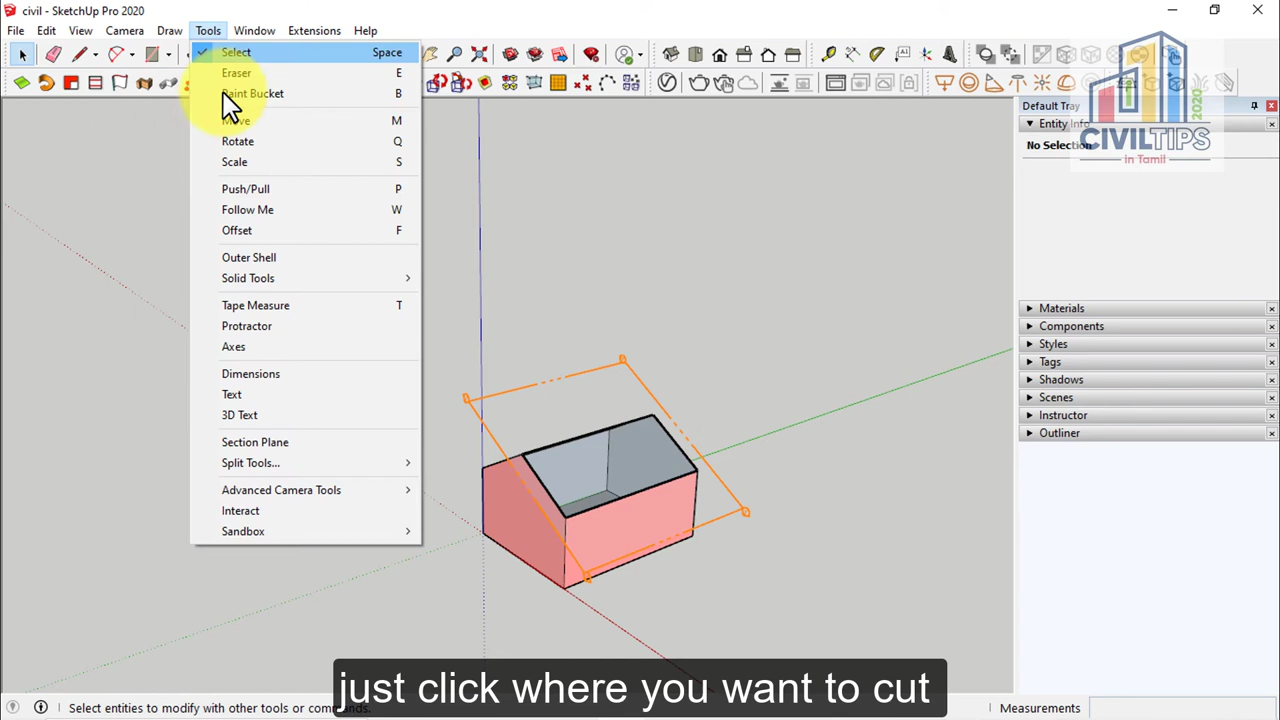 civil - SketchUp Pro 2020
File Edit View Camera Draw Tools Window Extensions Help
Select Space
Eraser E
Paint Bucket B
Move M
Rotate Q
Scale S
Push/Pull P
Follow Me W
Offset F
Outer Shell
Solid Tools
Tape Measure T
Protractor
Axes
Dimensions
Text
3D Text
Section Plane
Split Tools...
Advanced Camera Tools
Interact
Sandbox
Default Tray
Entity Info
No Selection
2020
CIVILTIPS
in Tamil
Materials
Components
Styles
Tags
Shadows
Scenes
Instructor
Outliner
just click where you want to cut
Select entities to modify with other tools or commands.
Measurements